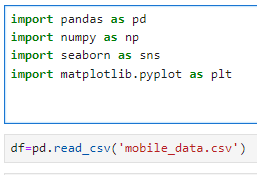 import pandas as pd
import numpy as np
import seaborn as sns
import matplotlib.pyplot as plt
df=pd.read_csv('mobile_data.csv')